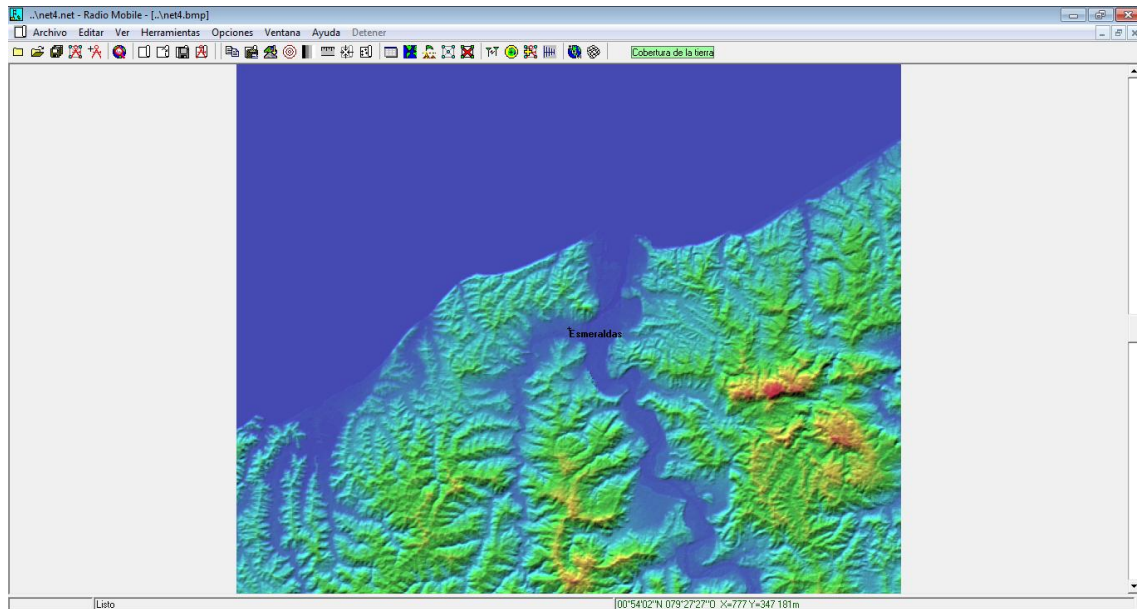 ..\net4.net - Radio Mobile - [..\net4.bmp]
Archivo Editar Ver Herramientas Opciones Ventana Ayuda Detener
Cobertura de la tierra
Esmeraldas
Listo
00°54'02"N 079°27'27"O X=777 Y=347 181m